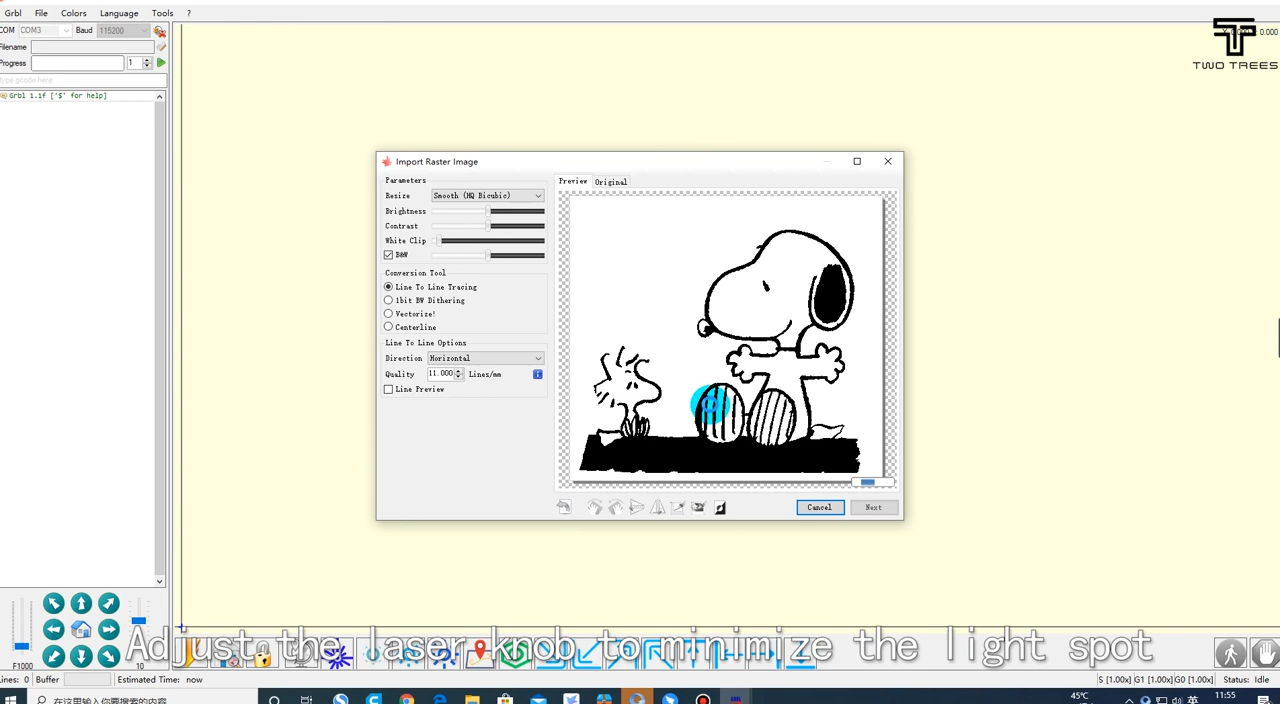 Grbl File Colors Language Tools ?
COM COM3 Baud 115200
Filename
Progress 1
type gcode here
Grbl 1.1f ['$' for help]
TWO TREES
Import Raster Image
Parameters
Resize Smooth (HQ Bicubic)
Brightness
Contrast
White Clip
B&W
Conversion Tool
Line To Line Tracing
1bit BW Dithering
Vectorize!
Centerline
Line To Line Options
Direction Horizontal
Quality 11.000 Lines/mm
Line Preview
Preview Original
Cancel Next
Adjust the laser knob to minimize the light spot
F1000 10
Lines: 0 Buffer Estimated Time: now S [1.00x] G1 [1.00x] G0 [1.00x] Status: Idle
在这里输入你要搜索的内容 45℃ 英 11:55